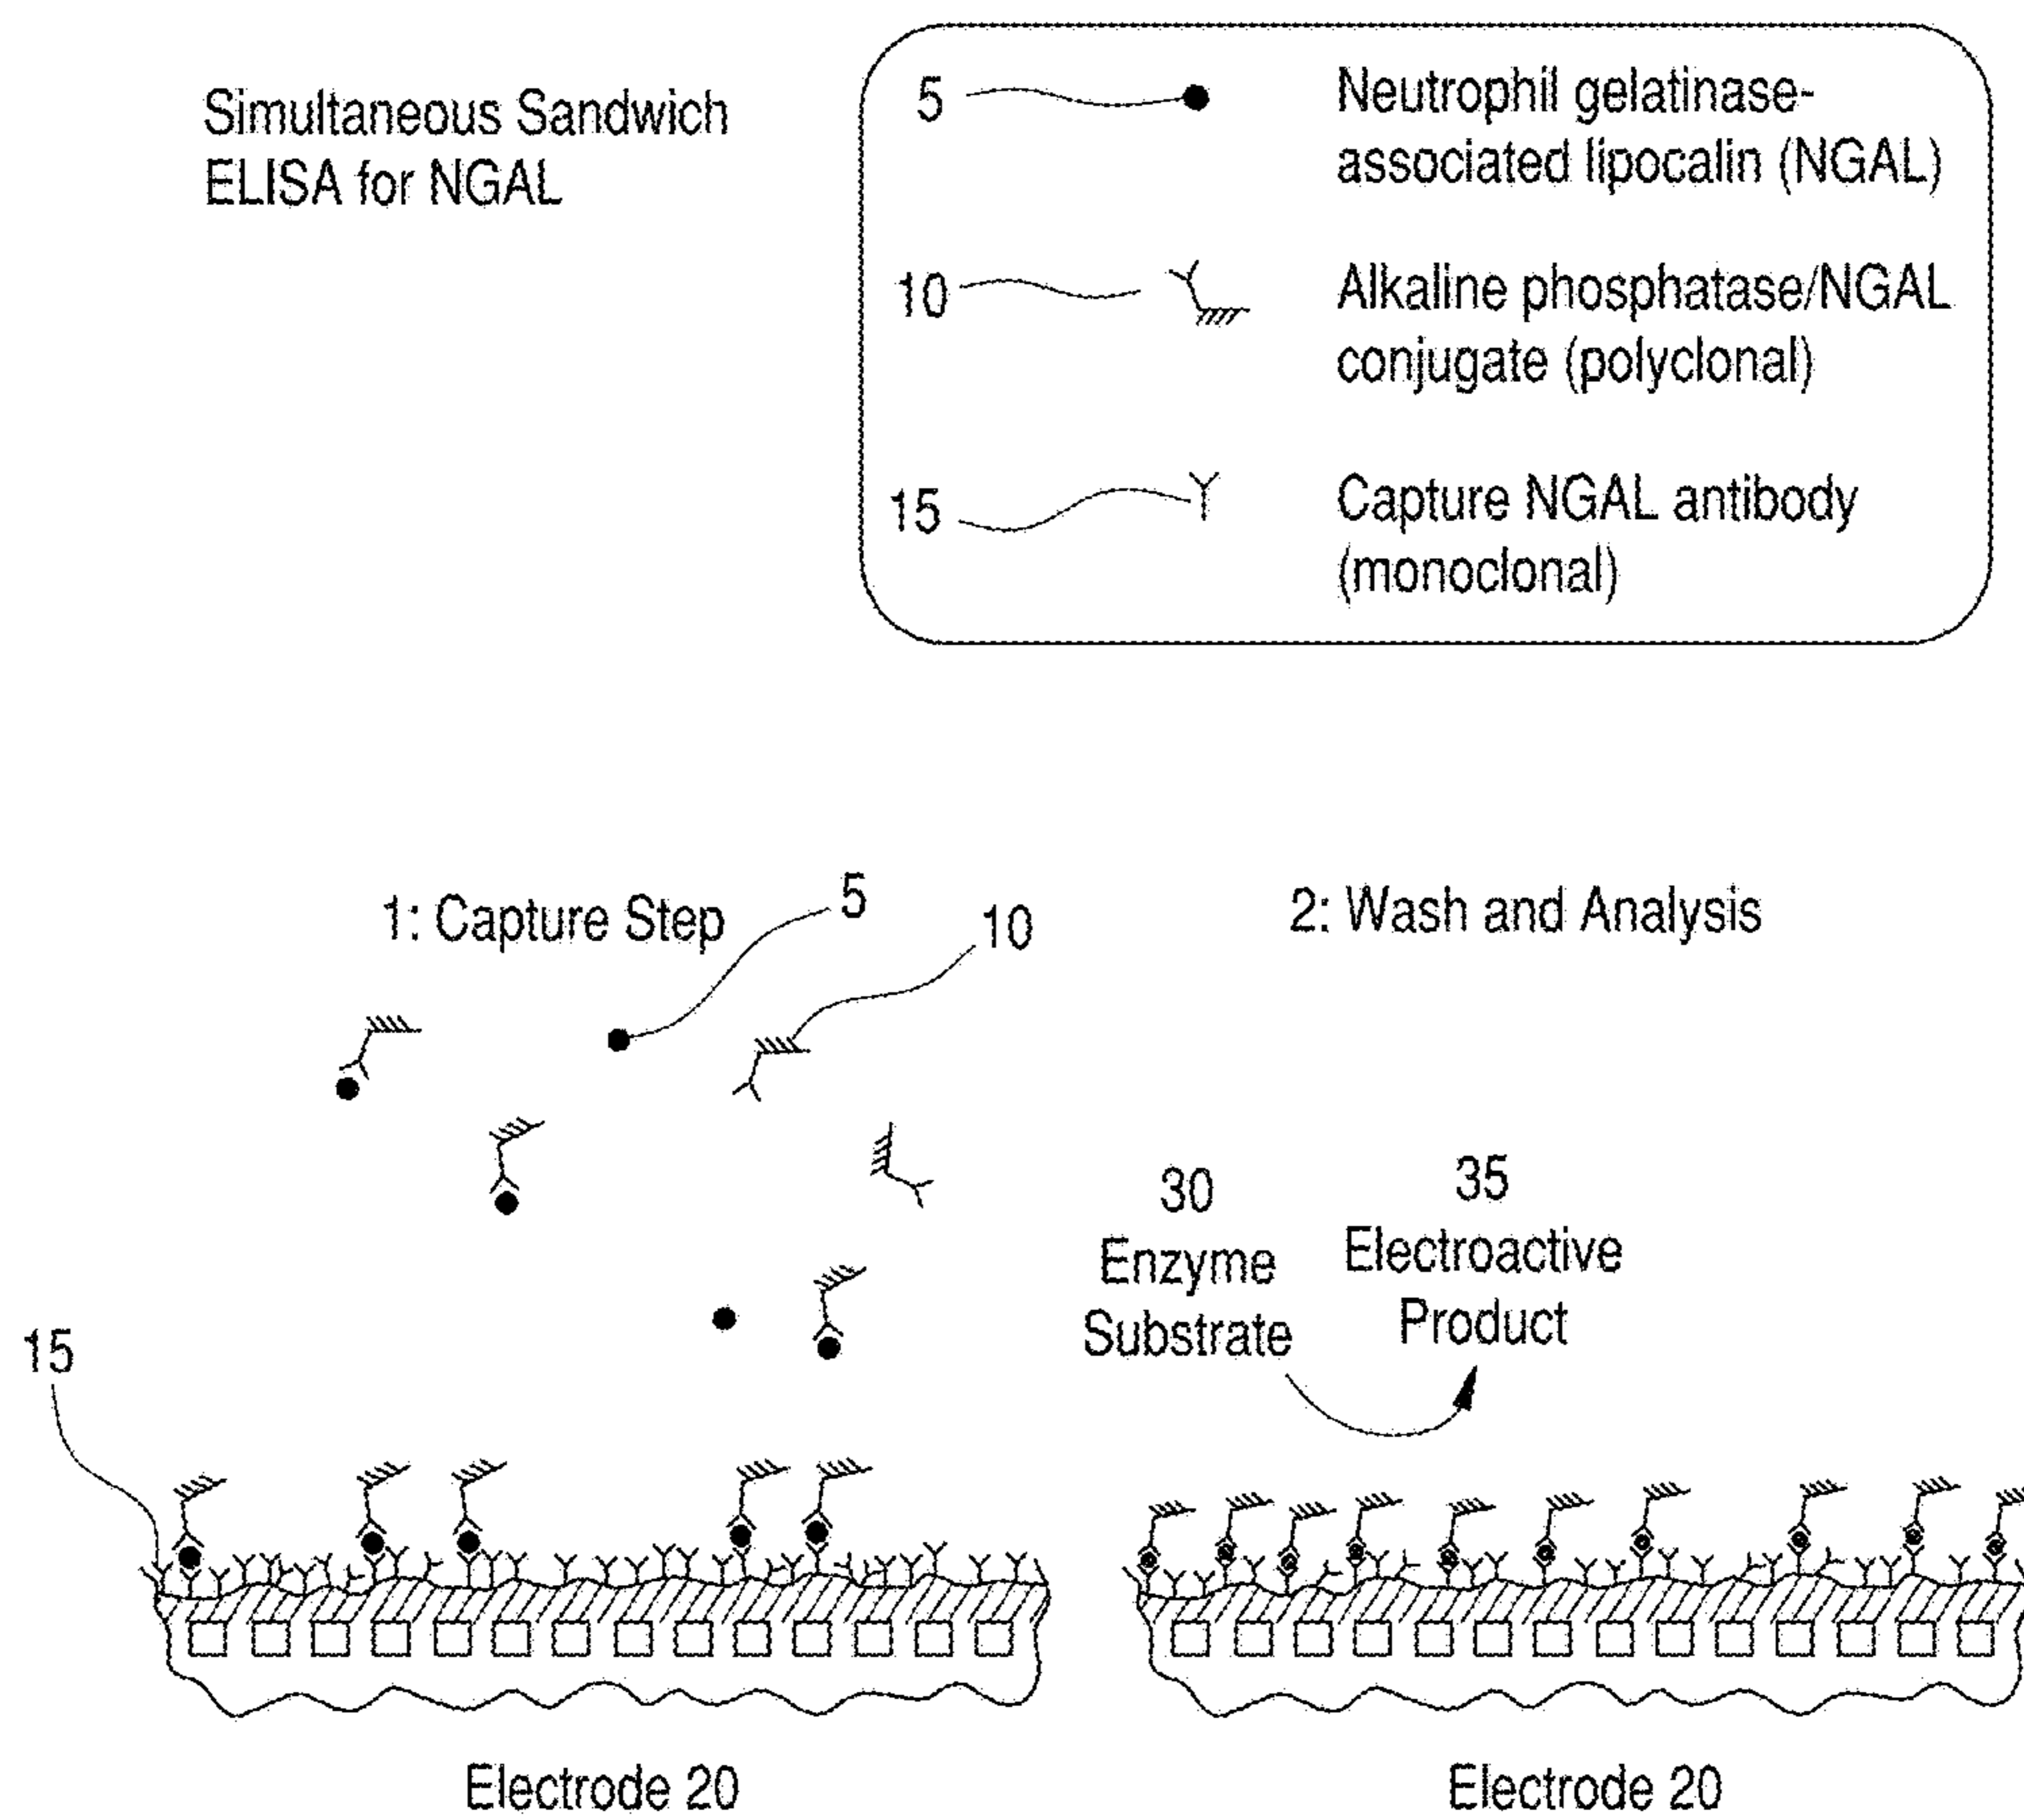 Simultaneous Sandwich
ELISA for NGAL
5
Neutrophil gelatinase-
associated lipocalin (NGAL)
10
Alkaline phosphatase/NGAL
conjugate (polyclonal)
15
Capture NGAL antibody
(monoclonal)
1: Capture Step
5
10
15
Electrode 20
2: Wash and Analysis
30
Enzyme
Substrate
35
Electroactive
Product
Electrode 20